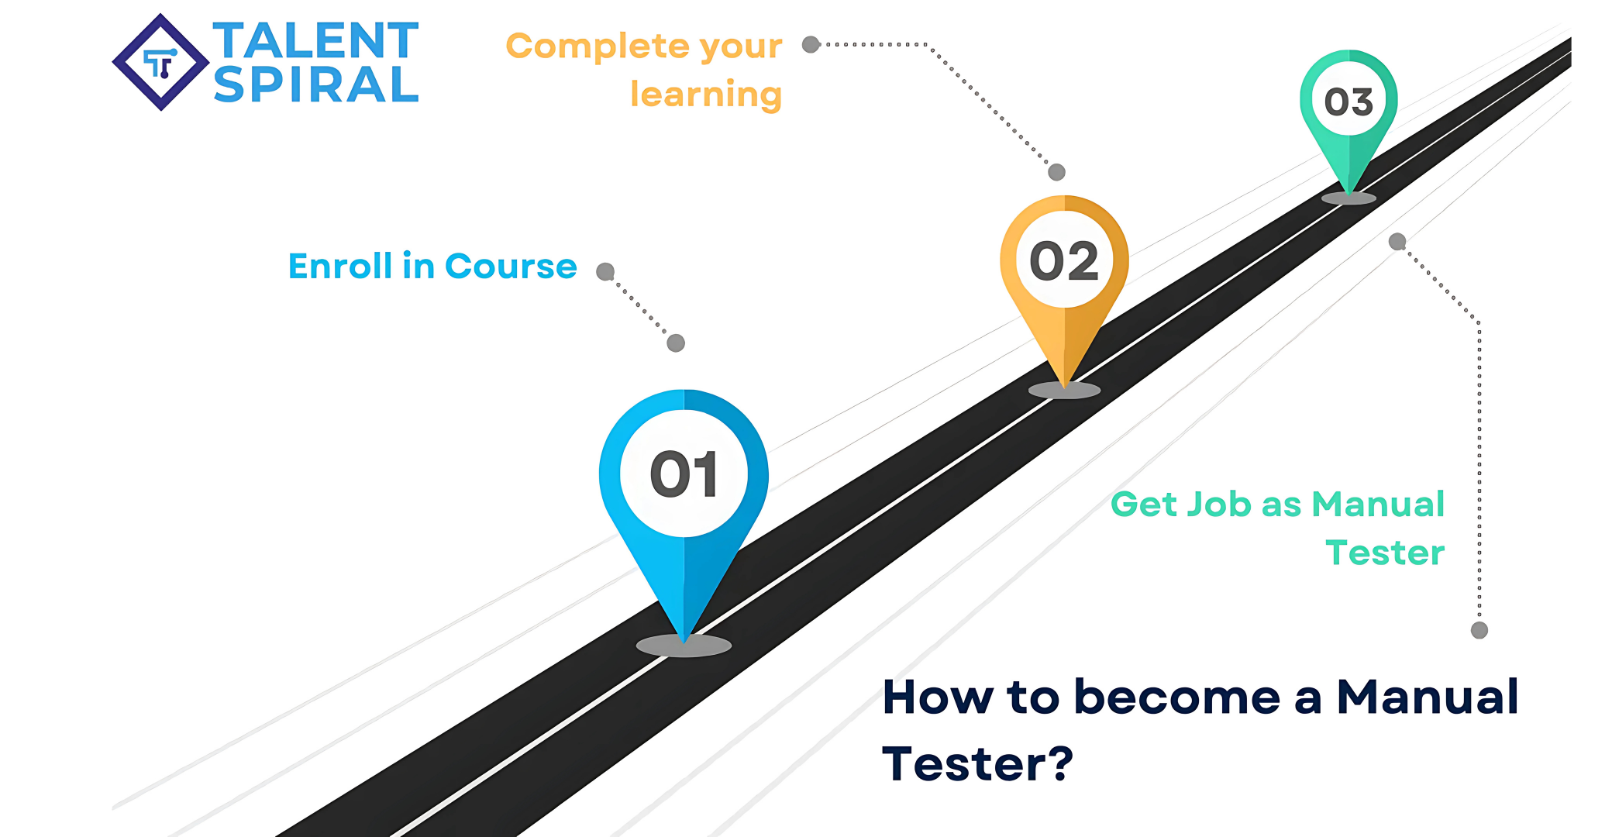 TALENT
SPIRAL
Complete your
learning
03
Enroll in Course
02
01
Get Job as Manual
Tester
How to become a Manual
Tester?